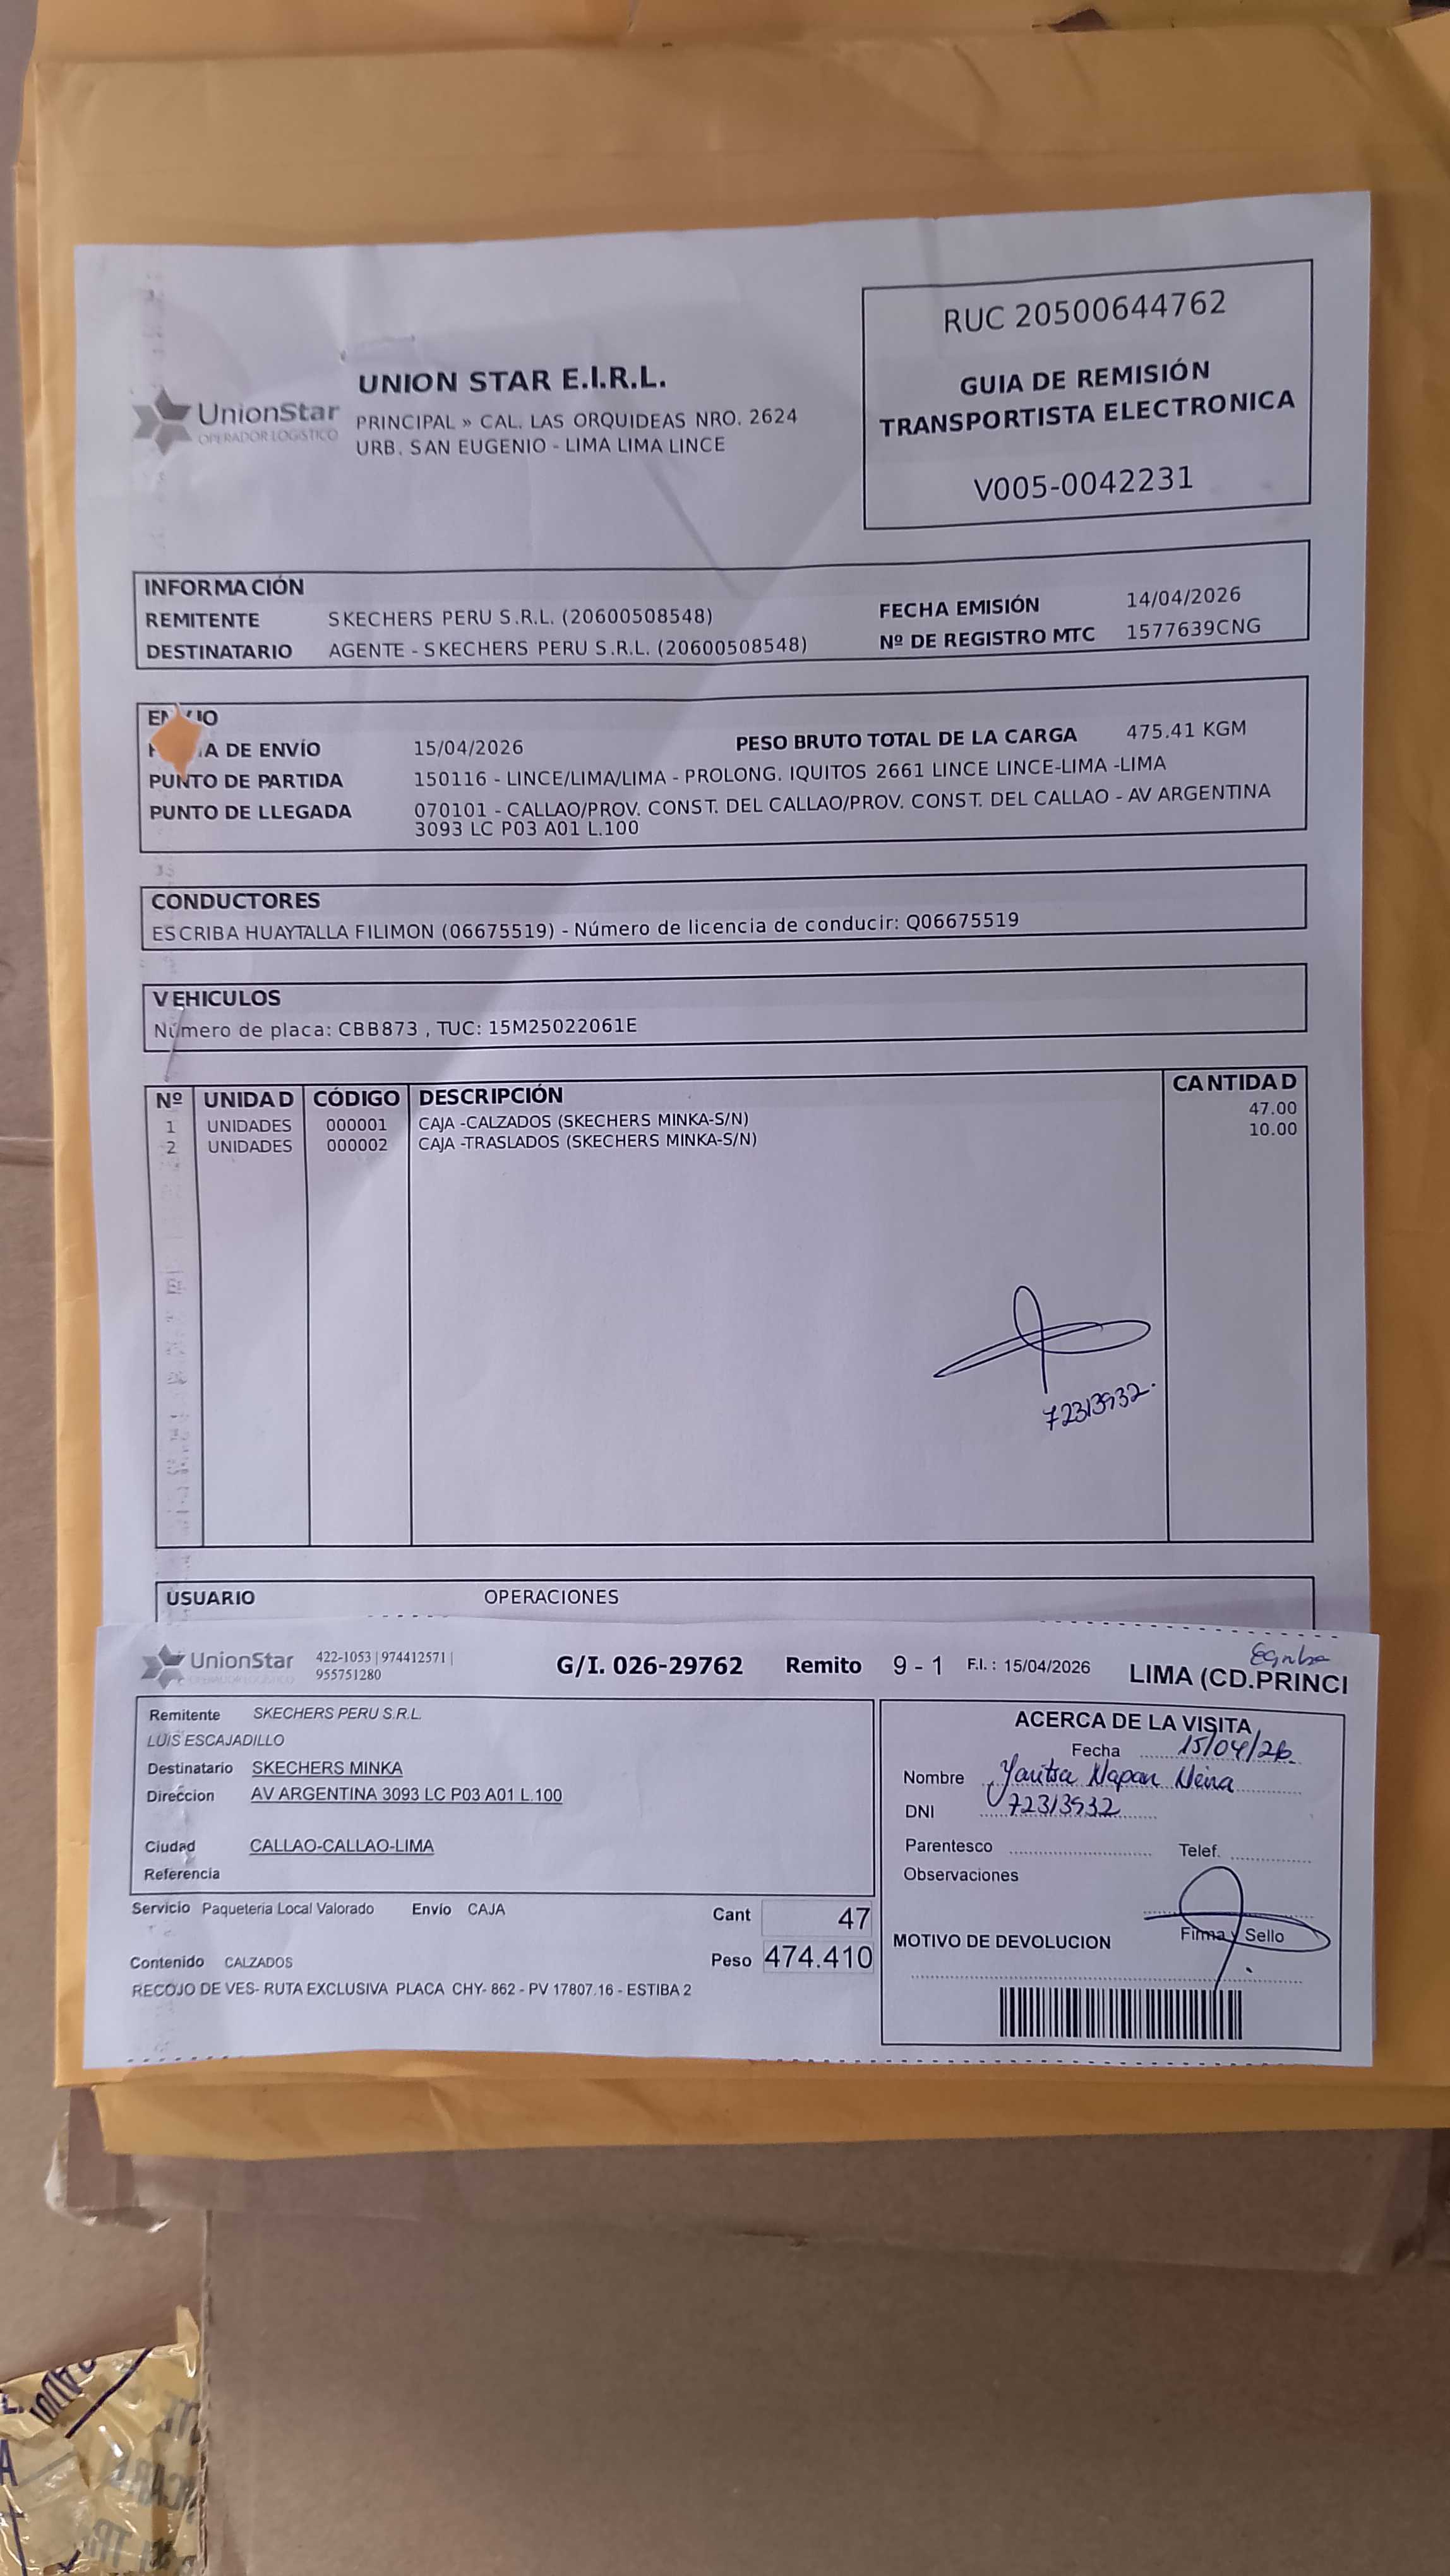 RUC 20500644762
GUIA DE REMISIÓN
TRANSPORTISTA ELECTRONICA
V005-0042231
UnionStar
OPERADOR LOGISTICO
UNION STAR E.I.R.L.
PRINCIPAL » CAL. LAS ORQUIDEAS NRO. 2624
URB. SAN EUGENIO - LIMA LIMA LINCE
INFORMACIÓN
REMITENTE SKECHERS PERU S.R.L. (20600508548) FECHA EMISIÓN 14/04/2026
DESTINATARIO AGENTE - SKECHERS PERU S.R.L. (20600508548) Nº DE REGISTRO MTC 1577639CNG
A DE ENVÍO 15/04/2026 PESO BRUTO TOTAL DE LA CARGA 475.41 KGM
PUNTO DE PARTIDA 150116 - LINCE/LIMA/LIMA - PROLONG. IQUITOS 2661 LINCE LINCE-LIMA -LIMA
PUNTO DE LLEGADA 070101 - CALLAO/PROV. CONST. DEL CALLAO/PROV. CONST. DEL CALLAO - AV ARGENTINA
3093 LC P03 A01 L.100
CONDUCTORES
ESCRIBA HUAYTALLA FILIMON (06675519) - Número de licencia de conducir: Q06675519
VEHICULOS
Número de placa: CBB873 , TUC: 15M25022061E
Nº UNIDAD CÓDIGO DESCRIPCIÓN CANTIDAD
1 UNIDADES 000001 CAJA -CALZADOS (SKECHERS MINKA-S/N) 47.00
2 UNIDADES 000002 CAJA -TRASLADOS (SKECHERS MINKA-S/N) 10.00
72313932.
USUARIO OPERACIONES
UnionStar 422-1053 | 974412571 |
955751280
G/I. 026-29762 Remito 9 - 1 F.I. : 15/04/2026 LIMA (CD.PRINCI
Remitente SKECHERS PERU S.R.L.
LUIS ESCAJADILLO
Destinatario SKECHERS MINKA
Direccion AV ARGENTINA 3093 LC P03 A01 L.100
Ciudad CALLAO-CALLAO-LIMA
Referencia
Servicio Paqueteria Local Valorado Envío CAJA Cant 47
Contenido CALZADOS Peso 474.410
RECOJO DE VES- RUTA EXCLUSIVA PLACA CHY- 862 - PV 17807.16 - ESTIBA 2
ACERCA DE LA VISITA
Fecha 15/04/26
Nombre Yaritsa Napan Neira
DNI 72313932
Parentesco Telef.
Observaciones
Firma y Sello
MOTIVO DE DEVOLUCION